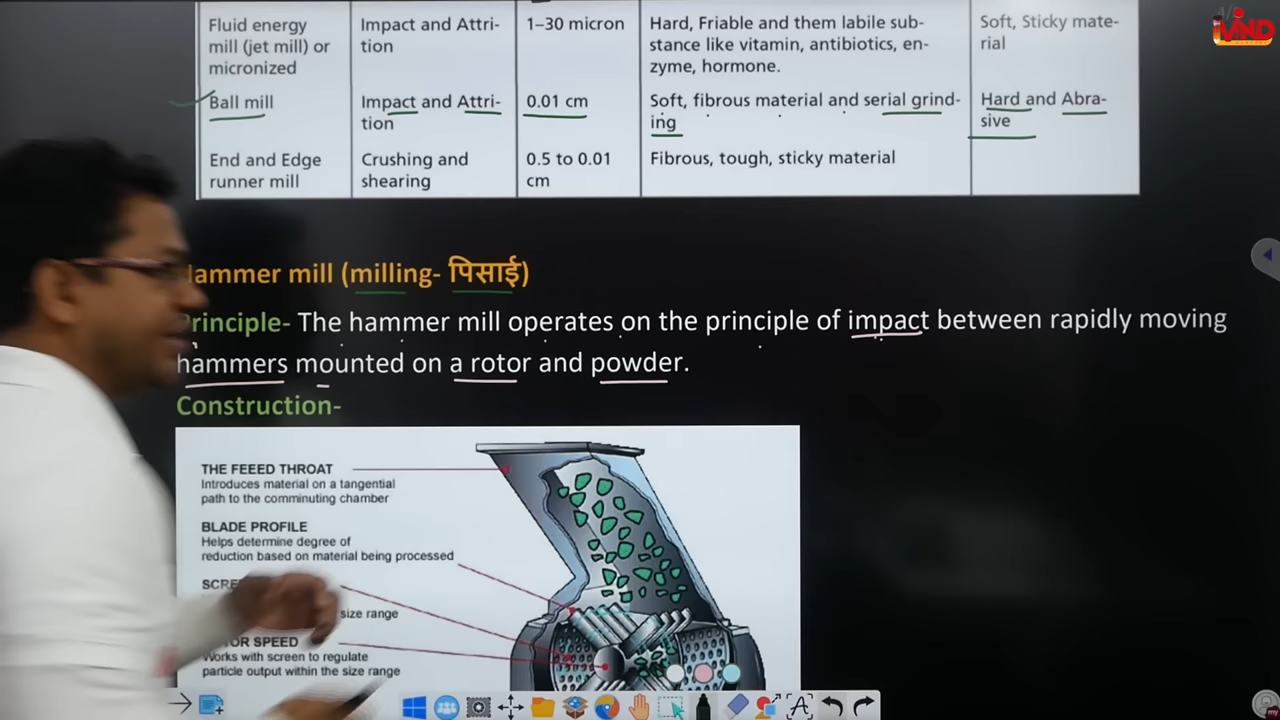 Fluid energy
mill (jet mill) or
micronized
Impact and Attri-
tion
1–30 micron
Hard, Friable and them labile sub-
stance like vitamin, antibiotics, en-
zyme, hormone.
Soft, Sticky mate-
rial
Ball mill
Impact and Attri-
tion
0.01 cm
Soft, fibrous material and serial grind-
ing
Hard and Abra-
sive
End and Edge
runner mill
Crushing and
shearing
0.5 to 0.01
cm
Fibrous, tough, sticky material
Hammer mill (milling- पिसाई)
Principle- The hammer mill operates on the principle of impact between rapidly moving
hammers mounted on a rotor and powder.
Construction-
THE FEEED THROAT
Introduces material on a tangential
path to the comminuting chamber
BLADE PROFILE
Helps determine degree of
reduction based on material being processed
size range
SPEED
Works with screen to regulate
particle output within the size range